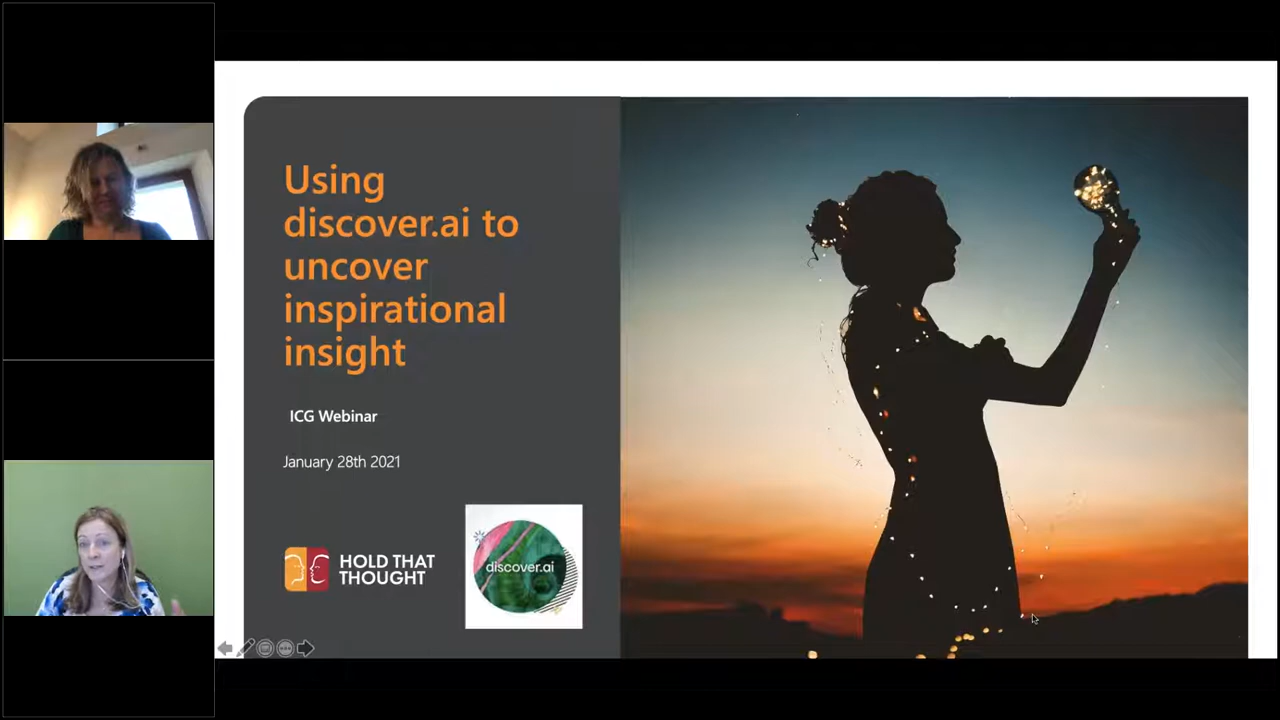 Using
discover.ai to
uncover
inspirational
insight
ICG Webinar
January 28th 2021
HOLD THAT
THOUGHT
discover.ai